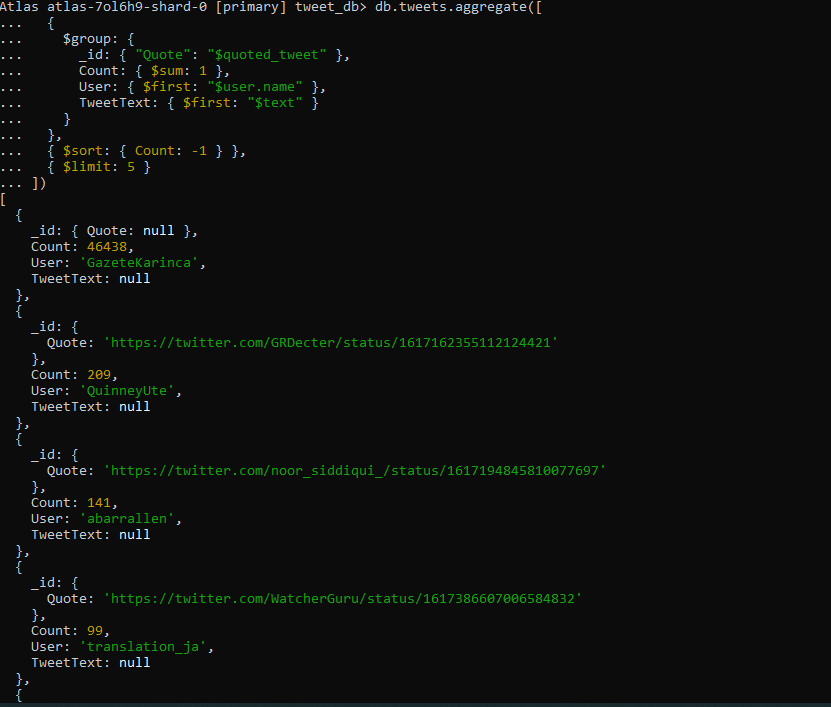 Atlas atlas-7ol6h9-shard-0 [primary] tweet_db> db.tweets.aggregate([
...   {
...     $group: {
...       _id: { "Quote": "$quoted_tweet" },
...       Count: { $sum: 1 },
...       User: { $first: "$user.name" },
...       TweetText: { $first: "$text" }
...     }
...   },
...   { $sort: { Count: -1 } },
...   { $limit: 5 }
... ])
[
  {
    _id: { Quote: null },
    Count: 46438,
    User: 'GazeteKarinca',
    TweetText: null
  },
  {
    _id: {
      Quote: 'https://twitter.com/GRDecter/status/1617162355112124421'
    },
    Count: 209,
    User: 'QuinneyUte',
    TweetText: null
  },
  {
    _id: {
      Quote: 'https://twitter.com/noor_siddiqui_/status/1617194845810077697'
    },
    Count: 141,
    User: 'abarrallen',
    TweetText: null
  },
  {
    _id: {
      Quote: 'https://twitter.com/WatcherGuru/status/1617386607006584832'
    },
    Count: 99,
    User: 'translation_ja',
    TweetText: null
  },
  {